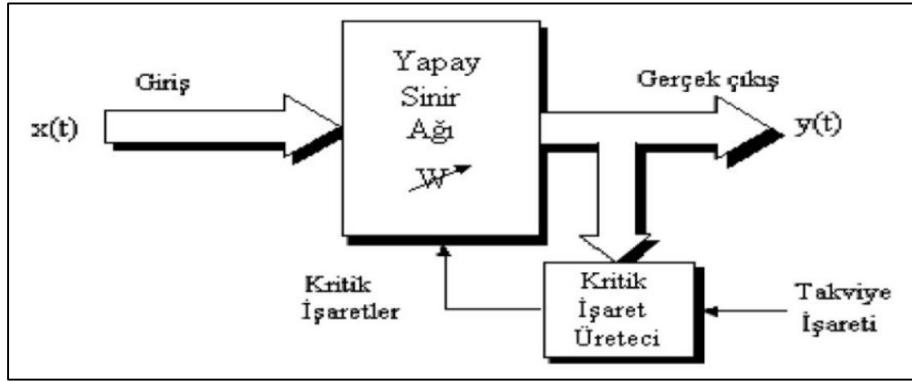 Giriş
x(t)
Yapay
Sinir
Ağı
W
Gerçek çıkış
y(t)
Kritik
İşaretler
Kritik
İşaret
Üreteci
Takviye
İşareti